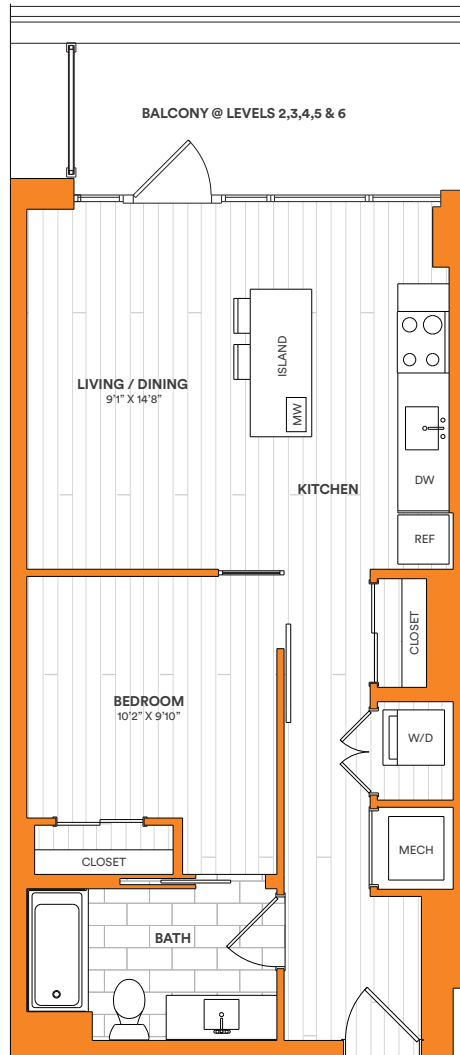 BALCONY @ LEVELS 2,3,4,5 & 6
ISLAND
MW
LIVING / DINING
9'1" X 14'8"
KITCHEN
DW
REF
CLOSET
BEDROOM
10'2" X 9'10"
W/D
MECH
CLOSET
BATH